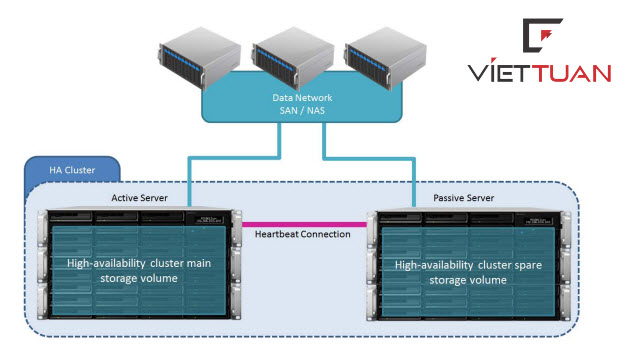 VIETTUAN
Data Network
SAN / NAS
HA Cluster
Active Server
Passive Server
Heartbeat Connection
High-availability cluster main
storage volume
High-availability cluster spare
storage volume